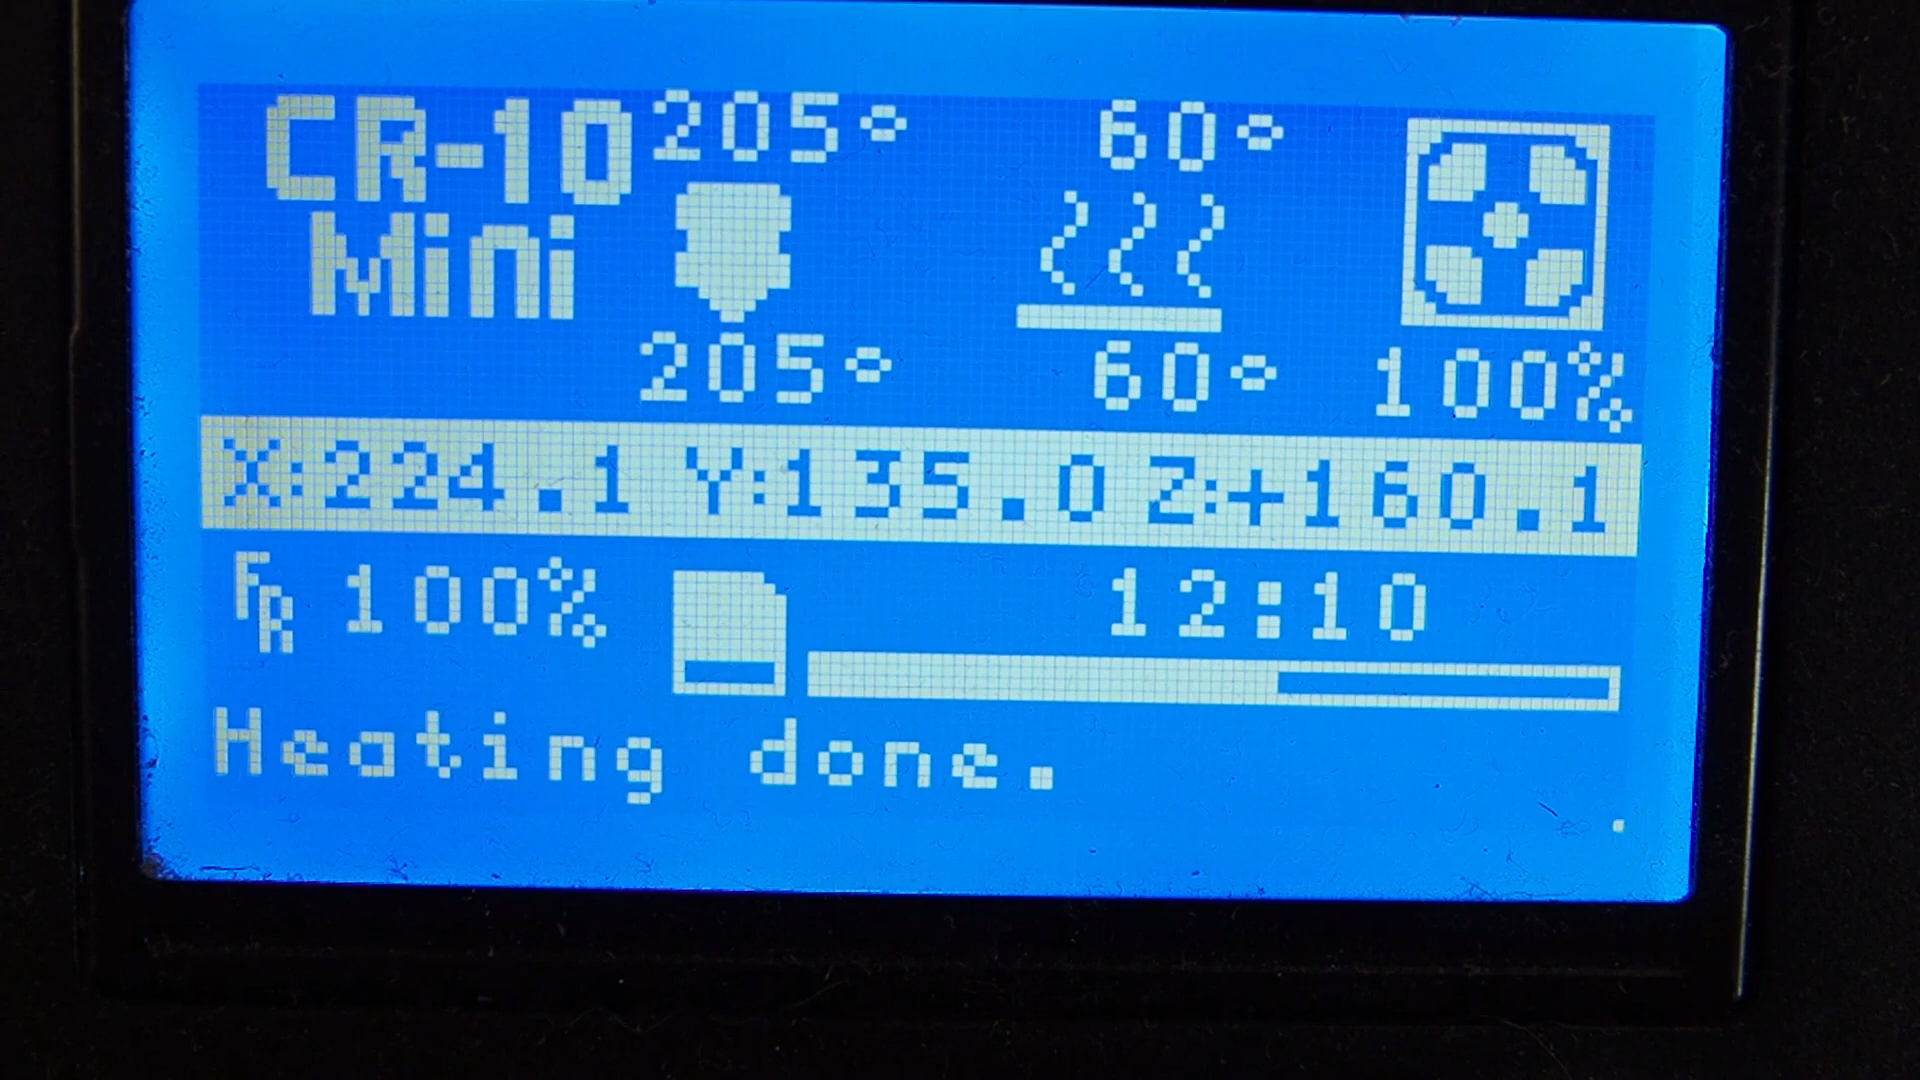 CR-10 205° 60°
Mini
205° 60° 100%
X:224.1 Y:135.0 Z:+160.1
FR 100% 12:10
Heating done.